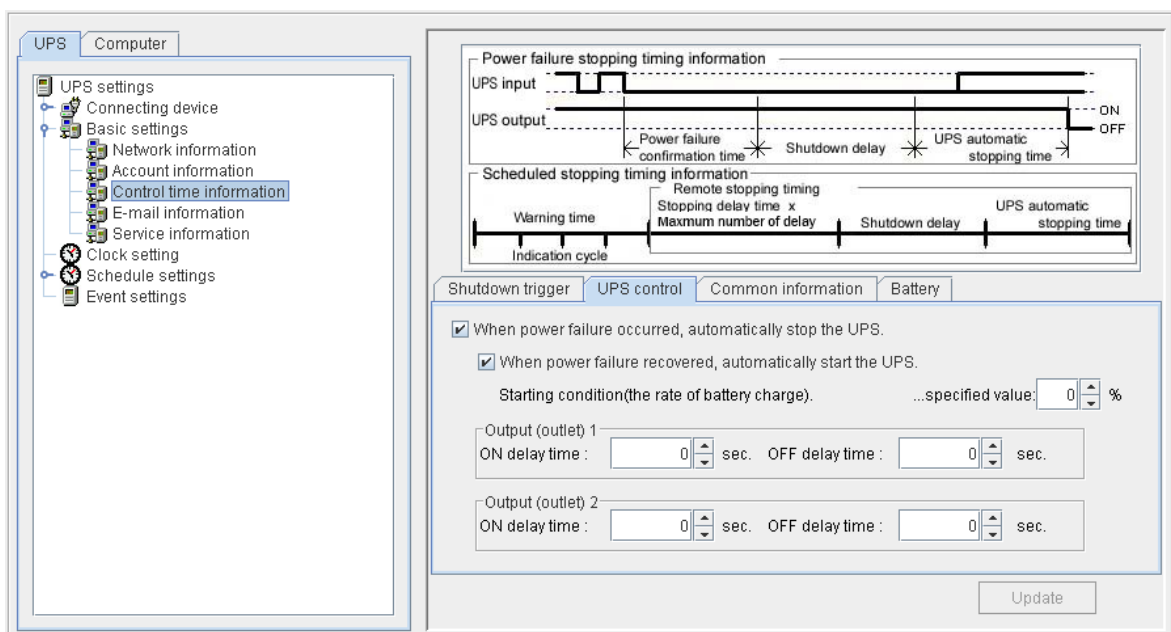 UPS
Computer
UPS settings
Connecting device
Basic settings
Network information
Account information
Control time information
E-mail information
Service information
Clock setting
Schedule settings
Event settings
Power failure stopping timing information
UPS input
UPS output
ON
OFF
Power failure
confirmation time
Shutdown delay
UPS automatic
stopping time
Scheduled stopping timing information
Remote stopping timing
Warning time
Indication cycle
Stopping delay time x
Maxmum number of delay
Shutdown delay
UPS automatic
stopping time
Shutdown trigger
UPS control
Common information
Battery
When power failure occurred, automatically stop the UPS.
When power failure recovered, automatically start the UPS.
Starting condition(the rate of battery charge). ...specified value: 0 %
Output (outlet) 1
ON delay time : 0 sec. OFF delay time : 0 sec.
Output (outlet) 2
ON delay time : 0 sec. OFF delay time : 0 sec.
Update